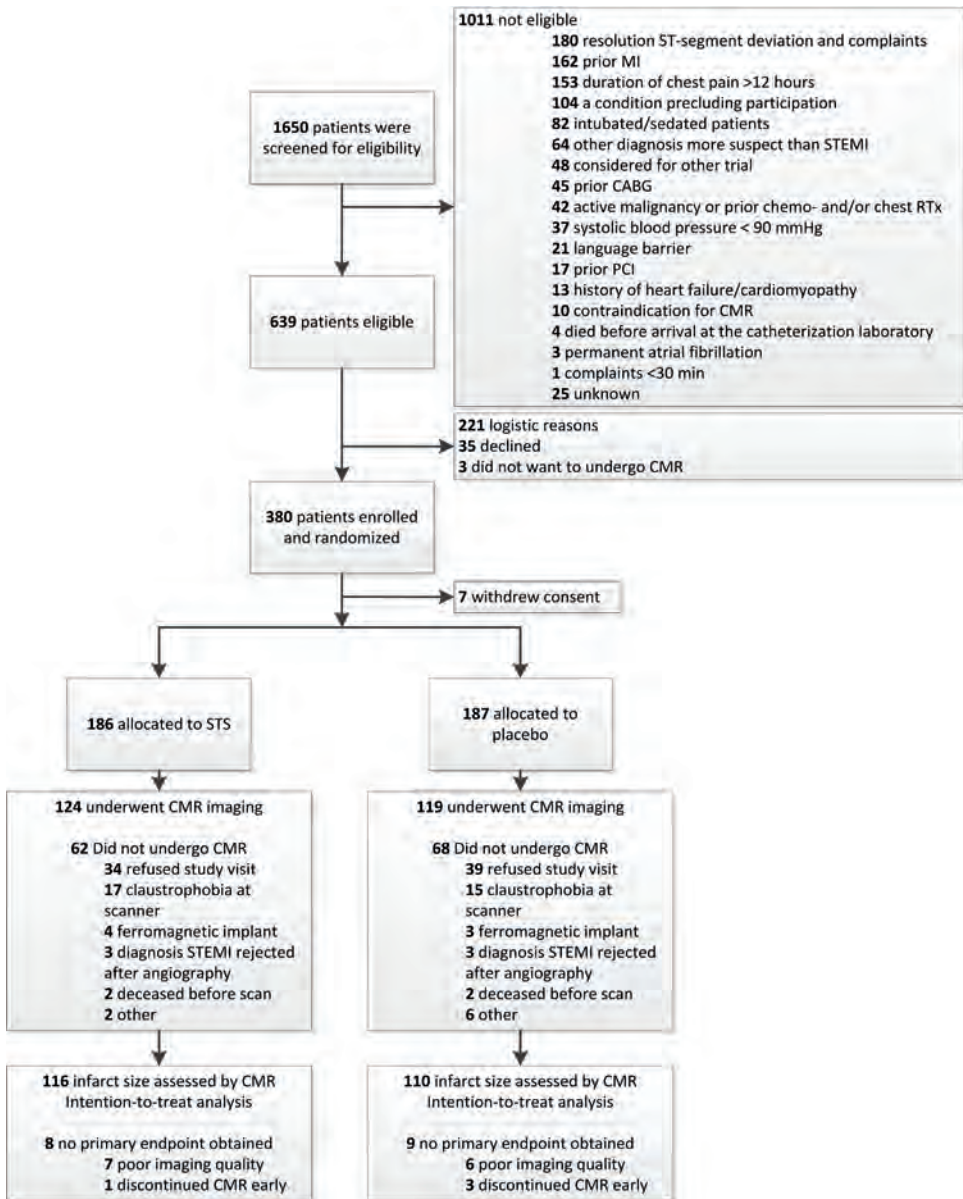 1011 not eligible
180 resolution ST-segment deviation and complaints
162 prior MI
153 duration of chest pain >12 hours
104 a condition precluding participation
82 intubated/sedated patients
64 other diagnosis more suspect than STEMI
48 considered for other trial
45 prior CABG
42 active malignancy or prior chemo- and/or chest RTx
37 systolic blood pressure < 90 mmHg
21 language barrier
17 prior PCI
13 history of heart failure/cardiomyopathy
10 contraindication for CMR
4 died before arrival at the catheterization laboratory
3 permanent atrial fibrillation
1 complaints <30 min
25 unknown
1650 patients were
screened for eligibility
639 patients eligible
221 logistic reasons
35 declined
3 did not want to undergo CMR
380 patients enrolled
and randomized
7 withdrew consent
186 allocated to STS
187 allocated to
placebo
124 underwent CMR imaging
62 Did not undergo CMR
34 refused study visit
17 claustrophobia at
scanner
4 ferromagnetic implant
3 diagnosis STEMI rejected
after angiography
2 deceased before scan
2 other
119 underwent CMR imaging
68 Did not undergo CMR
39 refused study visit
15 claustrophobia at
scanner
3 ferromagnetic implant
3 diagnosis STEMI rejected
after angiography
2 deceased before scan
6 other
116 infarct size assessed by CMR
Intention-to-treat analysis
8 no primary endpoint obtained
7 poor imaging quality
1 discontinued CMR early
110 infarct size assessed by CMR
Intention-to-treat analysis
9 no primary endpoint obtained
6 poor imaging quality
3 discontinued CMR early